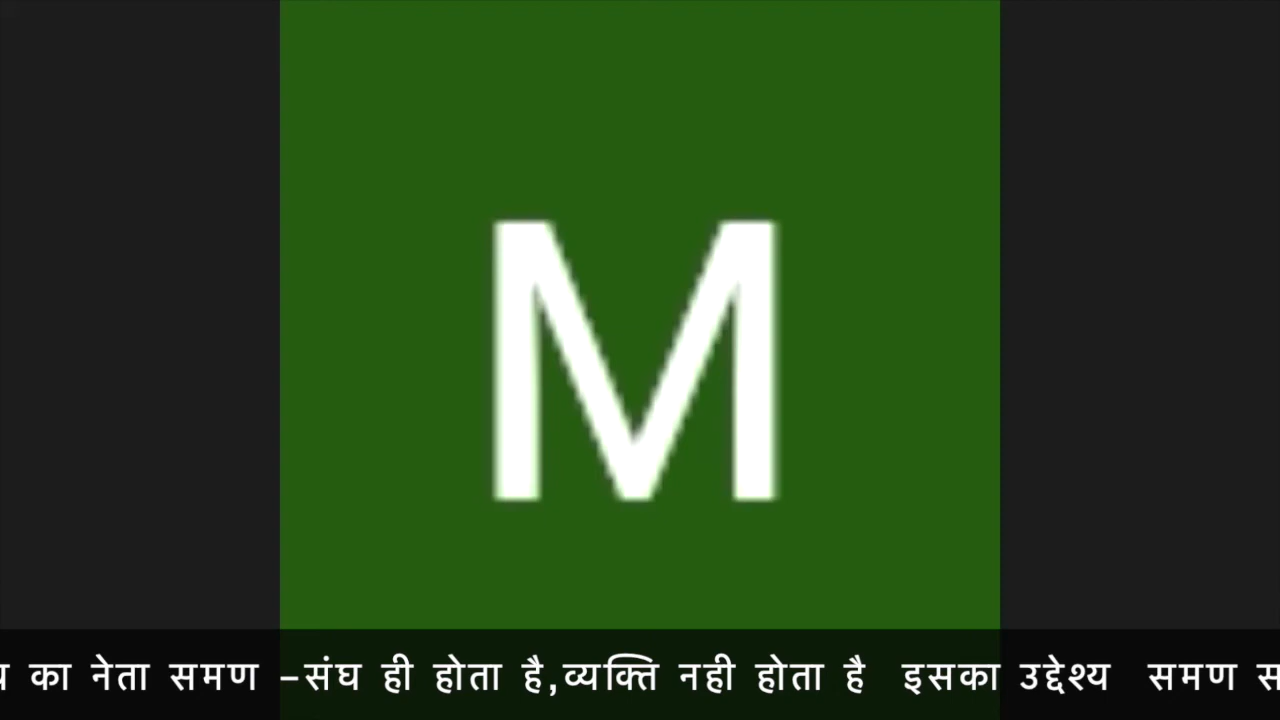 M
का नेता समण –संघ ही होता है,व्यक्ति नही होता है इसका उद्देश्य समण